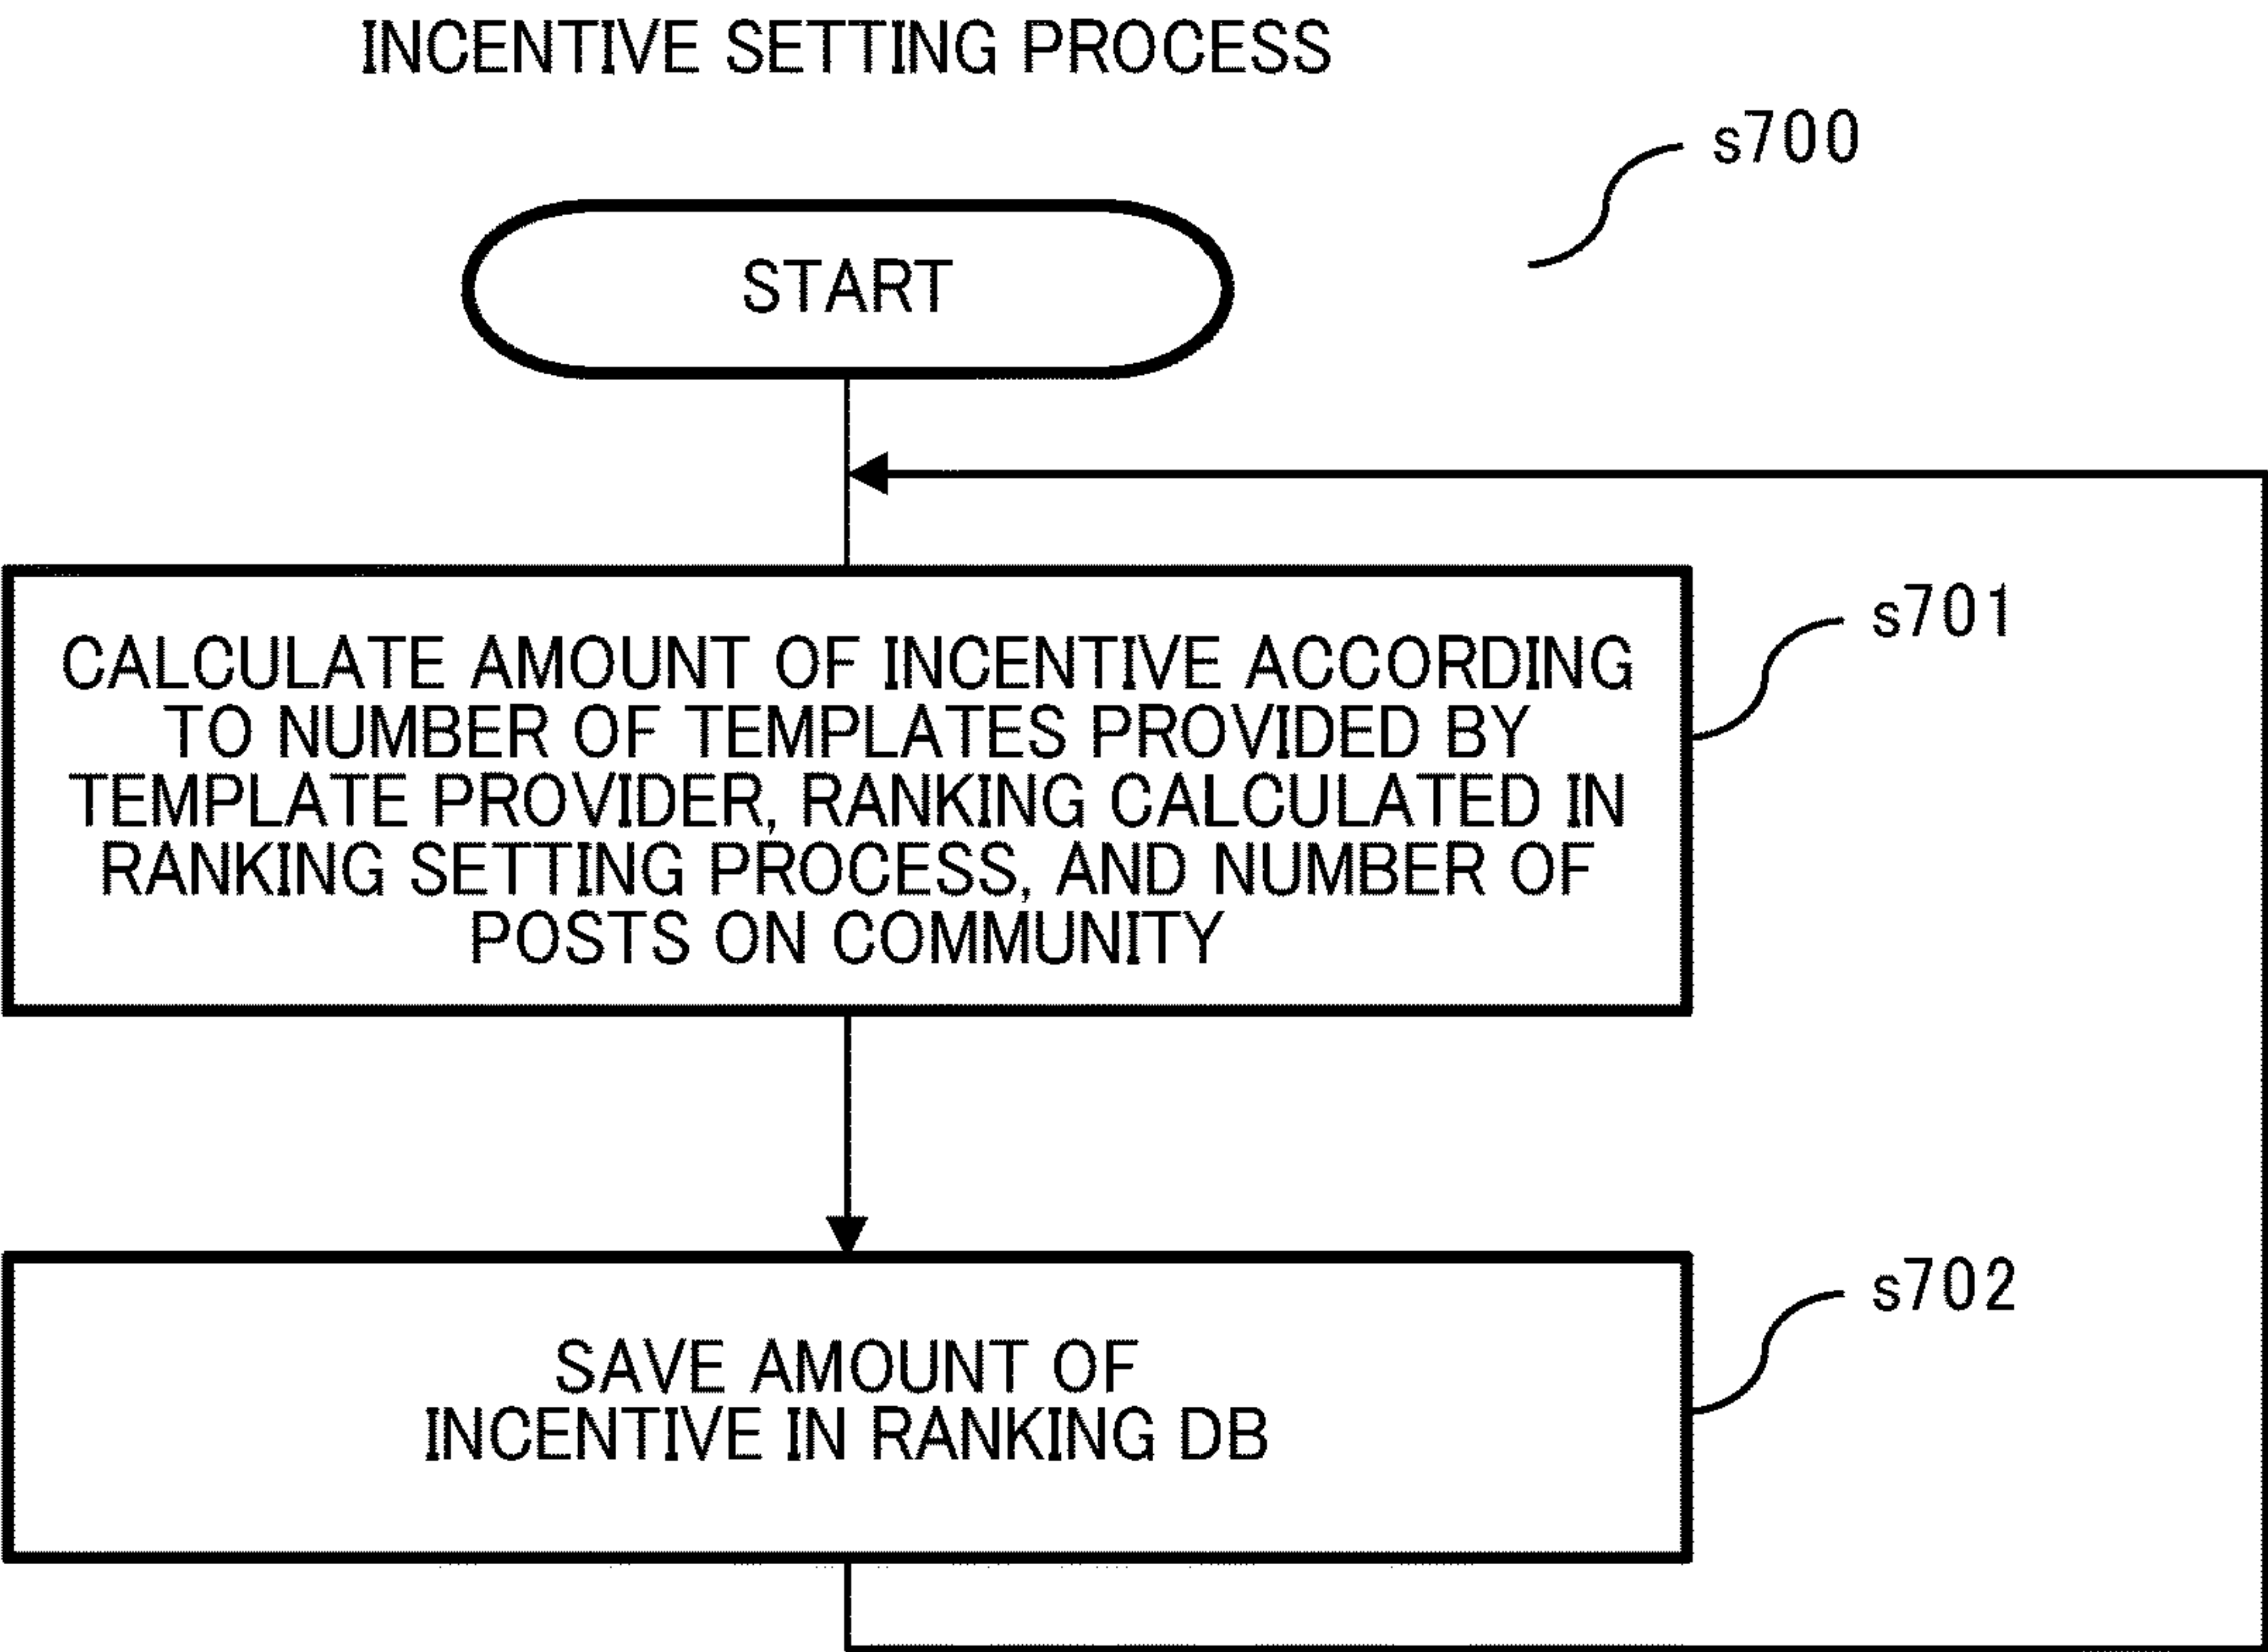 INCENTIVE SETTING PROCESS
s700
START
s701
CALCULATE AMOUNT OF INCENTIVE ACCORDING
TO NUMBER OF TEMPLATES PROVIDED BY
TEMPLATE PROVIDER, RANKING CALCULATED IN
RANKING SETTING PROCESS, AND NUMBER OF
POSTS ON COMMUNITY
s702
SAVE AMOUNT OF
INCENTIVE IN RANKING DB